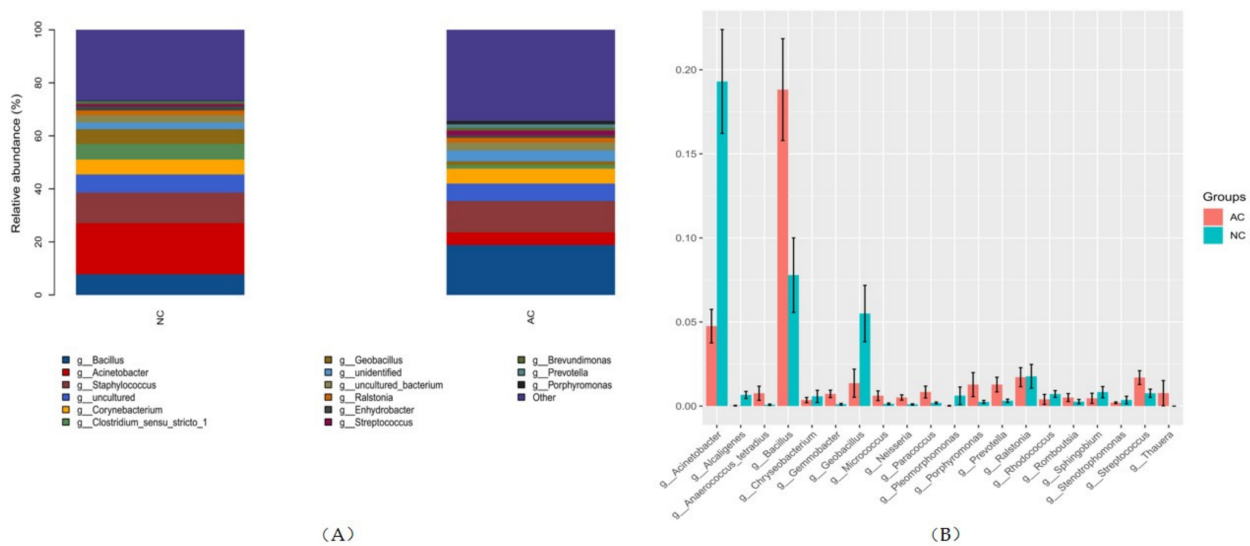 Relative abundance (%)
100
80
60
40
20
0
NC
AC
g__Bacillus
g__Acinetobacter
g__Staphylococcus
g__uncultured
g__Corynebacterium
g__Clostridium_sensu_stricto_1
g__Geobacillus
g__unidentified
g__uncultured_bacterium
g__Ralstonia
g__Enhydrobacter
g__Streptococcus
g__Brevundimonas
g__Prevotella
g__Porphyromonas
Other
(A)
0.20
0.15
0.10
0.05
0.00
g__Acinetobacter
g__Alcaligenes
g__Anaerococcus_tetradius
g__Bacillus
g__Chryseobacterium
g__Gemmobacter
g__Geobacillus
g__Micrococcus
g__Neisseria
g__Paracoccus
g__Pleomorphomonas
g__Porphyromonas
g__Prevotella
g__Ralstonia
g__Rhodococcus
g__Romboutsia
g__Sphingobium
g__Stenotrophomonas
g__Streptococcus
g__Thauera
Groups
AC
NC
(B)